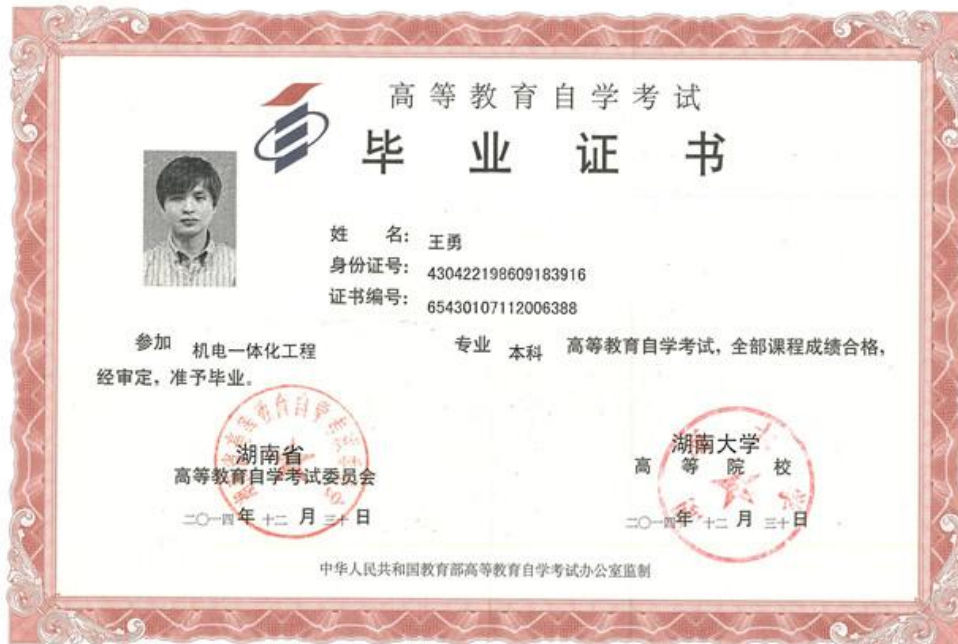 高等教育自学考试
毕业证书
姓 名: 王勇
身份证号: 430422198609183916
证书编号: 65430107112006388
参加 机电一体化工程 专业 本科 高等教育自学考试,全部课程成绩合格,
经审定,准予毕业。
湖南省
高等教育自学考试委员会
二〇一四年十二月三十日
湖南大学
高等院校
二〇一四年十二月三十日
中华人民共和国教育部高等教育自学考试办公室监制